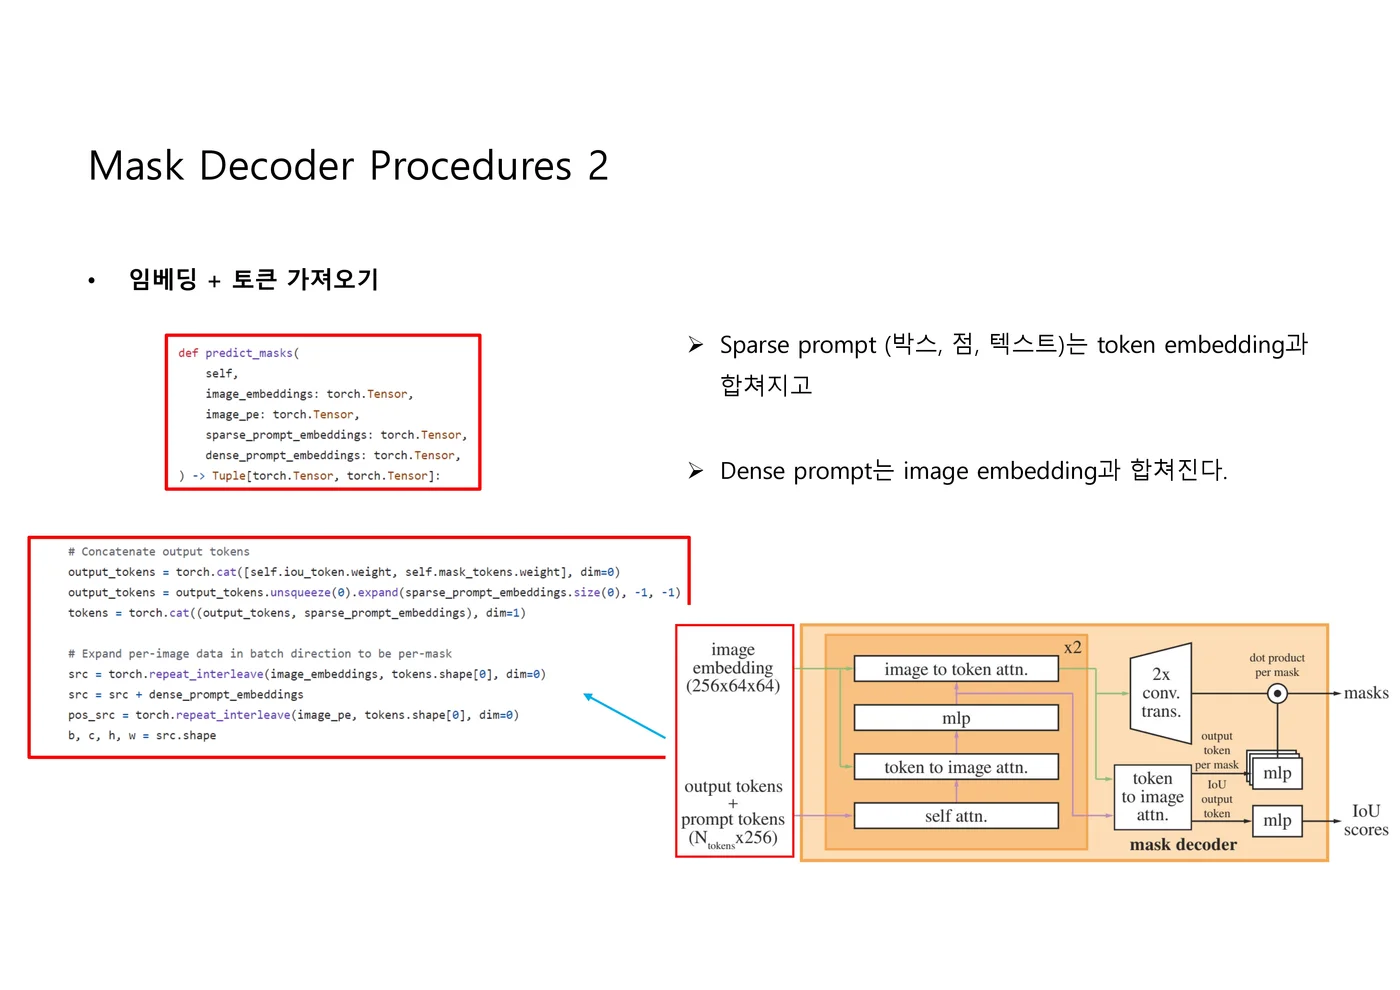 Mask Decoder Procedures 2
• 임베딩 + 토큰 가져오기
def predict_masks(
self,
image_embeddings: torch.Tensor,
image_pe: torch.Tensor,
sparse_prompt_embeddings: torch.Tensor,
dense_prompt_embeddings: torch.Tensor,
) -> Tuple[torch.Tensor, torch.Tensor]:
➢ Sparse prompt (박스, 점, 텍스트)는 token embedding과
합쳐지고
➢ Dense prompt는 image embedding과 합쳐진다.
# Concatenate output tokens
output_tokens = torch.cat([self.iou_token.weight, self.mask_tokens.weight], dim=0)
output_tokens = output_tokens.unsqueeze(0).expand(sparse_prompt_embeddings.size(0), -1, -1)
tokens = torch.cat((output_tokens, sparse_prompt_embeddings), dim=1)
# Expand per-image data in batch direction to be per-mask
src = torch.repeat_interleave(image_embeddings, tokens.shape[0], dim=0)
src = src + dense_prompt_embeddings
pos_src = torch.repeat_interleave(image_pe, tokens.shape[0], dim=0)
b, c, h, w = src.shape
image
embedding
(256x64x64)
output tokens
+
prompt tokens
(Ntokensx256)
x2
image to token attn.
mlp
token to image attn.
self attn.
2x
conv.
trans.
token
to image
attn.
mask decoder
dot product
per mask
output
token
per mask
IoU
output
token
mlp
mlp
masks
IoU
scores